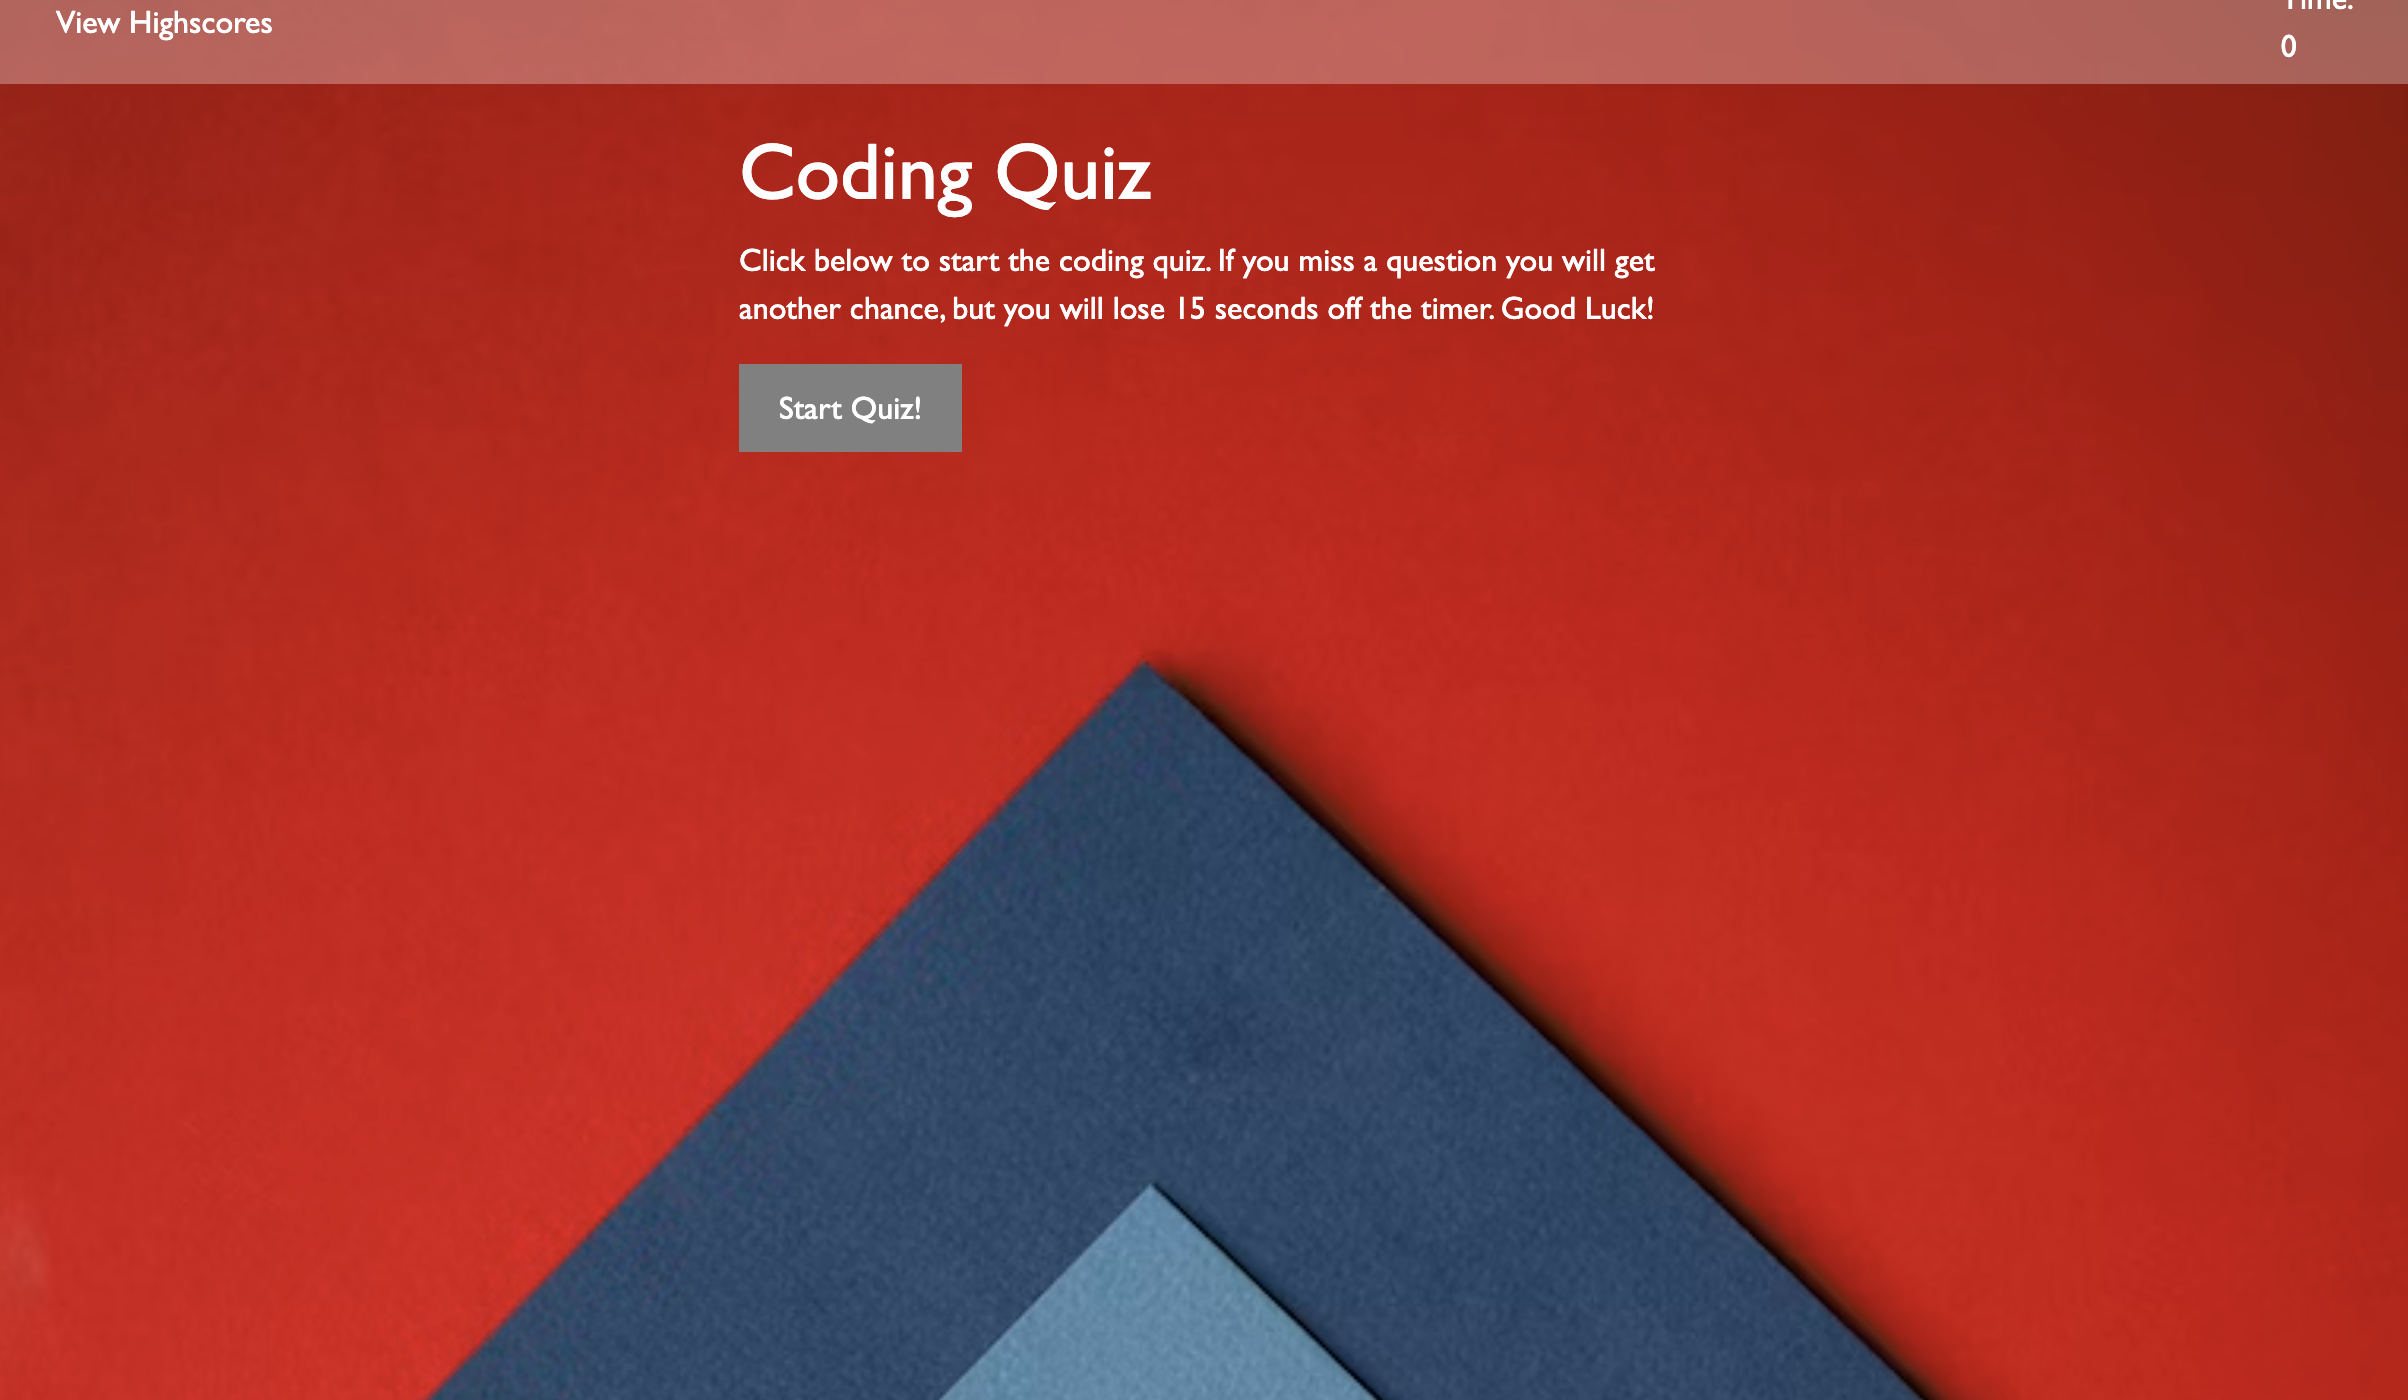 View Highscores
Time:
0
Coding Quiz
Click below to start the coding quiz. If you miss a question you will get
another chance, but you will lose 15 seconds off the timer. Good Luck!
Start Quiz!